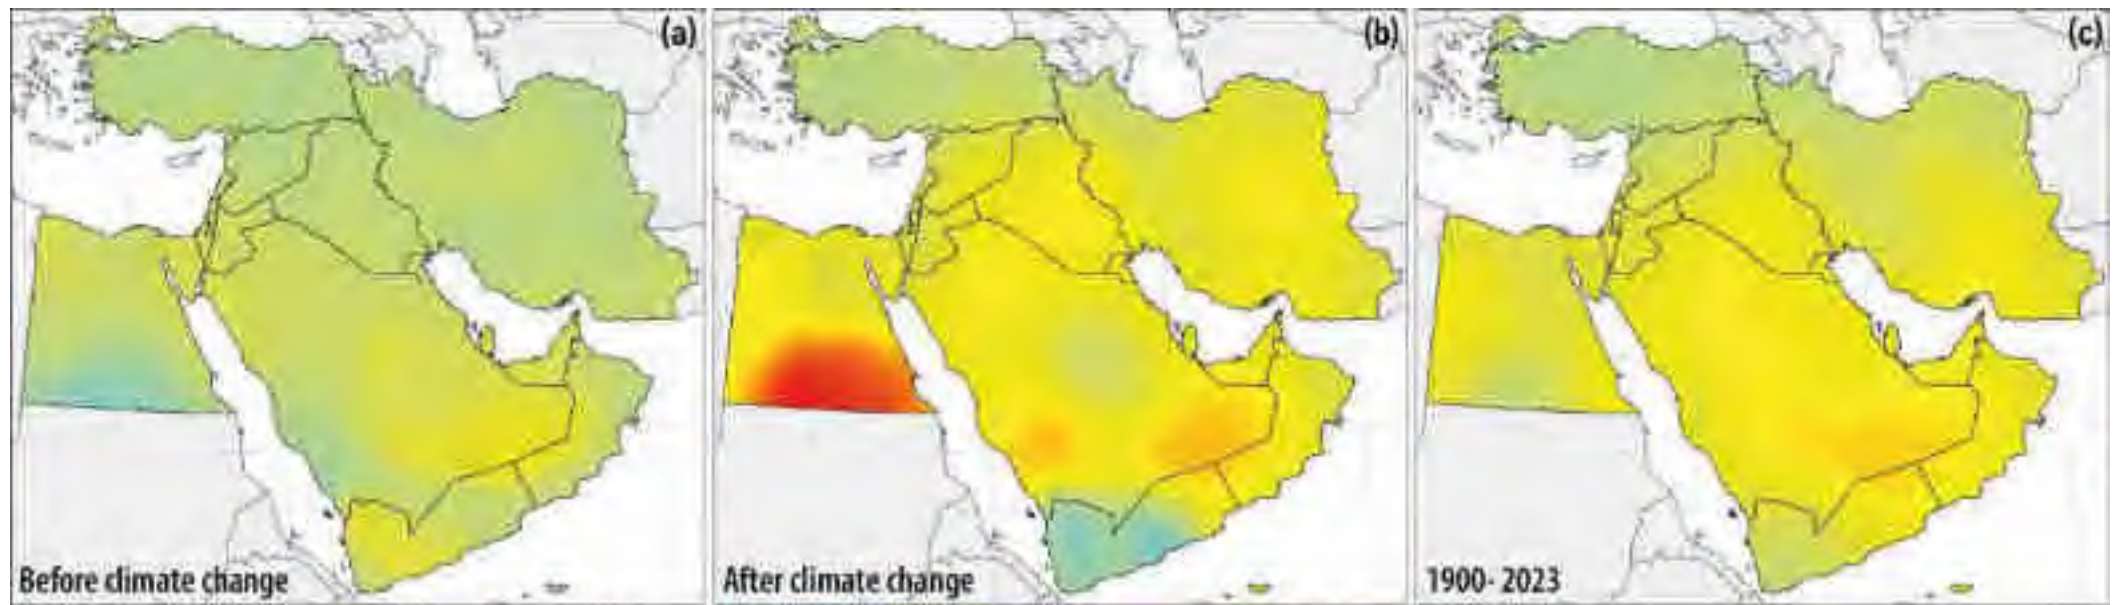 (a)
Before climate change
(b)
After climate change
(c)
1900- 2023